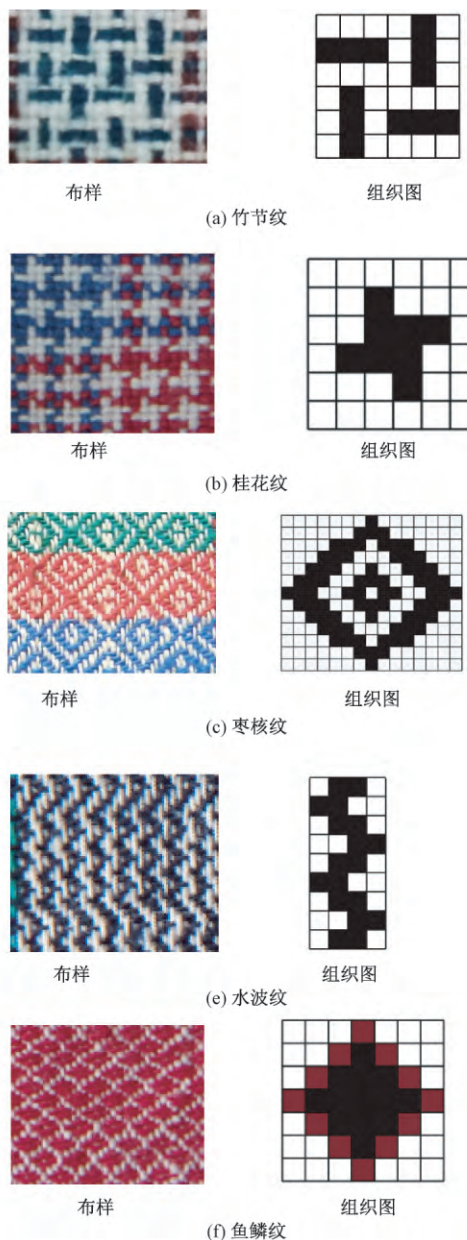 布样 组织图
(a) 竹节纹
布样 组织图
(b) 桂花纹
布样 组织图
(c) 枣核纹
布样 组织图
(e) 水波纹
布样 组织图
(f) 鱼鳞纹